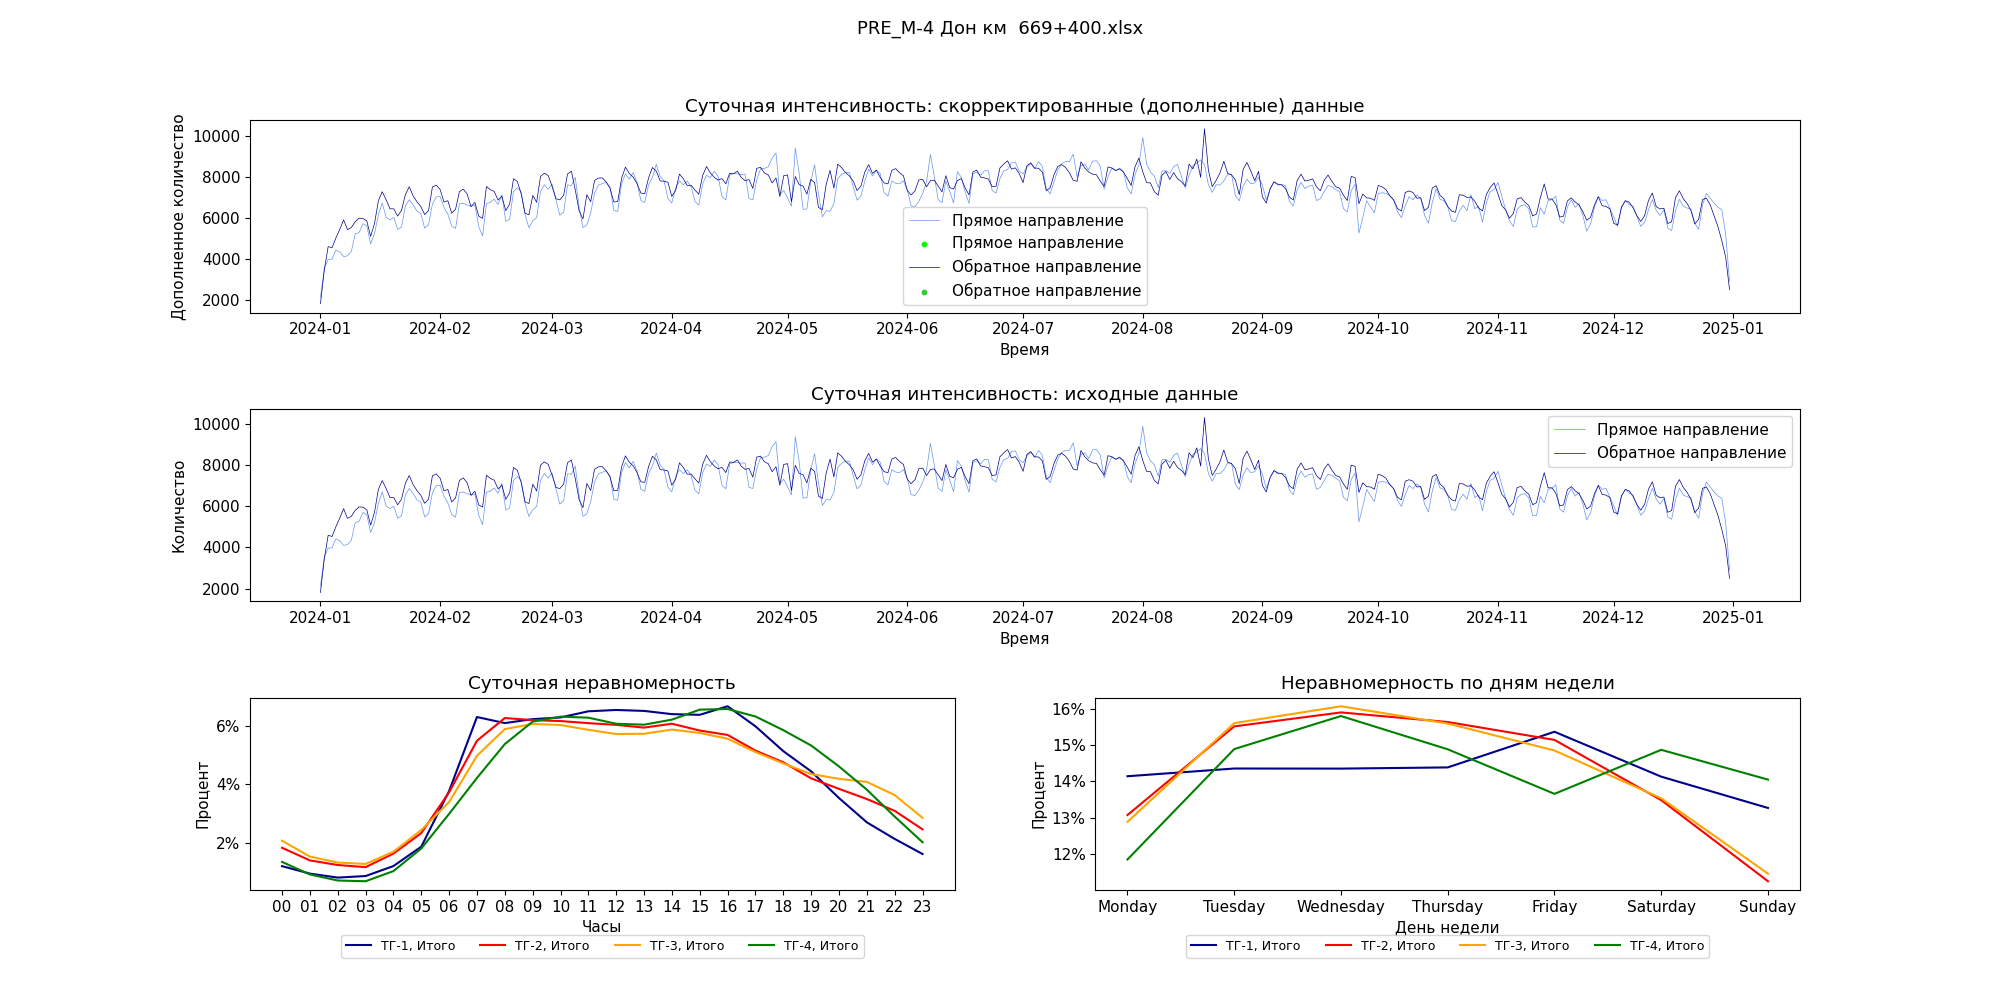 PRE_M-4 Дон км  669+400.xlsx
Суточная интенсивность: скорректированные (дополненные) данные
Дополненное количество
10000
8000
6000
4000
2000
Прямое направление
Прямое направление
Обратное направление
Обратное направление
2024-01 2024-02 2024-03 2024-04 2024-05 2024-06 2024-07 2024-08 2024-09 2024-10 2024-11 2024-12 2025-01
Время
Суточная интенсивность: исходные данные
Количество
10000
8000
6000
4000
2000
Прямое направление
Обратное направление
2024-01 2024-02 2024-03 2024-04 2024-05 2024-06 2024-07 2024-08 2024-09 2024-10 2024-11 2024-12 2025-01
Время
Суточная неравномерность
Процент
6%
4%
2%
00 01 02 03 04 05 06 07 08 09 10 11 12 13 14 15 16 17 18 19 20 21 22 23
Часы
ТГ-1, Итого ТГ-2, Итого ТГ-3, Итого ТГ-4, Итого
Неравномерность по дням недели
Процент
16%
15%
14%
13%
12%
Monday Tuesday Wednesday Thursday Friday Saturday Sunday
День недели
ТГ-1, Итого ТГ-2, Итого ТГ-3, Итого ТГ-4, Итого